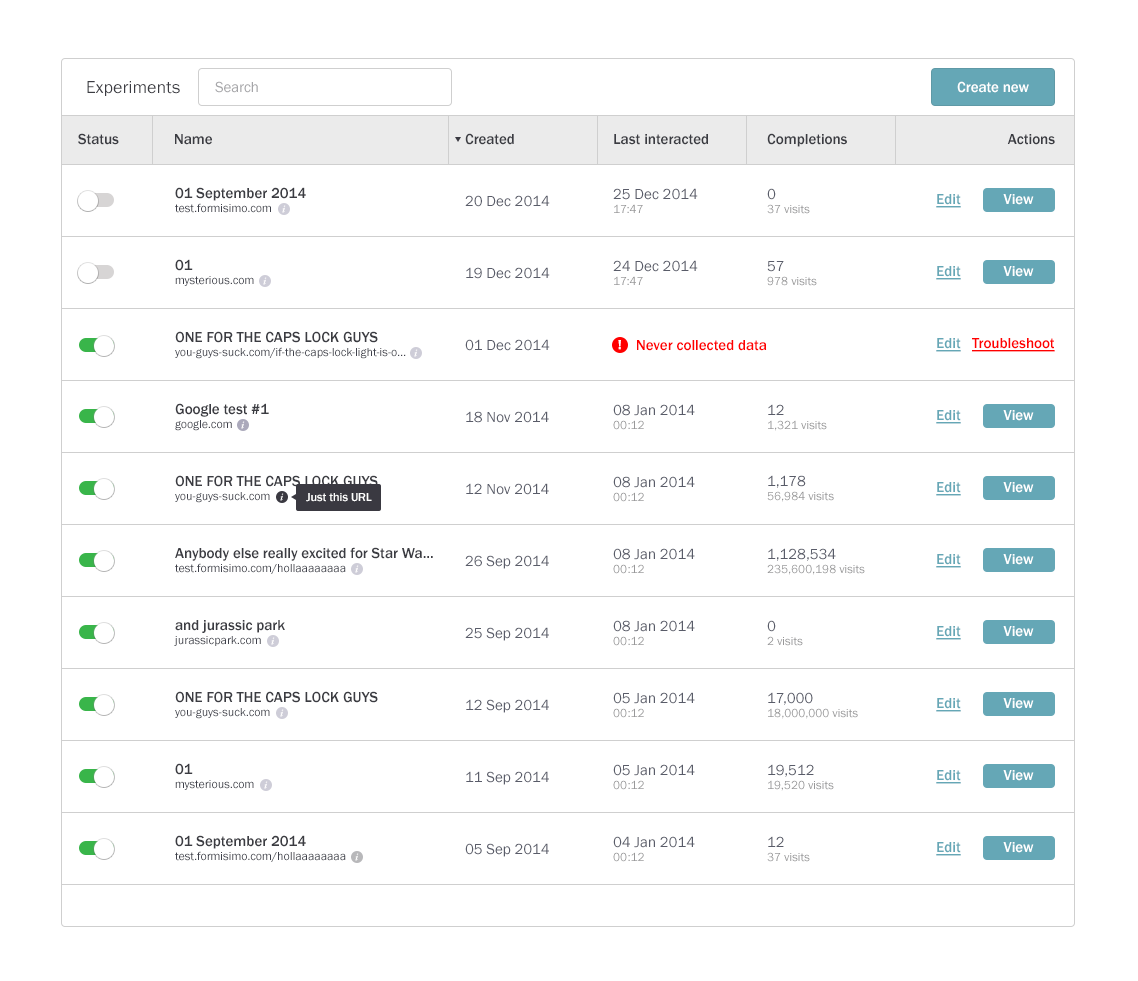 Experiments Search Create new
Status Name Created Last interacted Completions Actions
01 September 2014
test.formisimo.com i
20 Dec 2014
25 Dec 2014
17:47
0
37 visits
Edit View
01
mysterious.com i
19 Dec 2014
24 Dec 2014
17:47
57
978 visits
Edit View
ONE FOR THE CAPS LOCK GUYS
you-guys-suck.com/if-the-caps-lock-light-is-o... i
01 Dec 2014
! Never collected data
Edit Troubleshoot
Google test #1
google.com i
18 Nov 2014
08 Jan 2014
00:12
12
1,321 visits
Edit View
ONE FOR THE CAPS LOCK GUYS
you-guys-suck.com i Just this URL
12 Nov 2014
08 Jan 2014
00:12
1,178
56,984 visits
Edit View
Anybody else really excited for Star Wa...
test.formisimo.com/hollaaaaaaaa i
26 Sep 2014
08 Jan 2014
00:12
1,128,534
235,600,198 visits
Edit View
and jurassic park
jurassicpark.com i
25 Sep 2014
08 Jan 2014
00:12
0
2 visits
Edit View
ONE FOR THE CAPS LOCK GUYS
you-guys-suck.com i
12 Sep 2014
05 Jan 2014
00:12
17,000
18,000,000 visits
Edit View
01
mysterious.com i
11 Sep 2014
05 Jan 2014
00:12
19,512
19,520 visits
Edit View
01 September 2014
test.formisimo.com/hollaaaaaaaa i
05 Sep 2014
04 Jan 2014
00:12
12
37 visits
Edit View